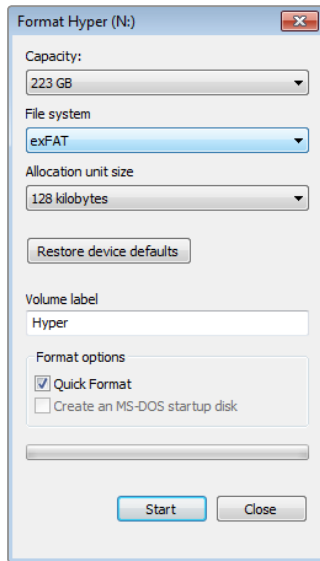 Format Hyper (N:)
Capacity:
223 GB
File system
exFAT
Allocation unit size
128 kilobytes
Restore device defaults
Volume label
Hyper
Format options
Quick Format
Create an MS-DOS startup disk
Start Close